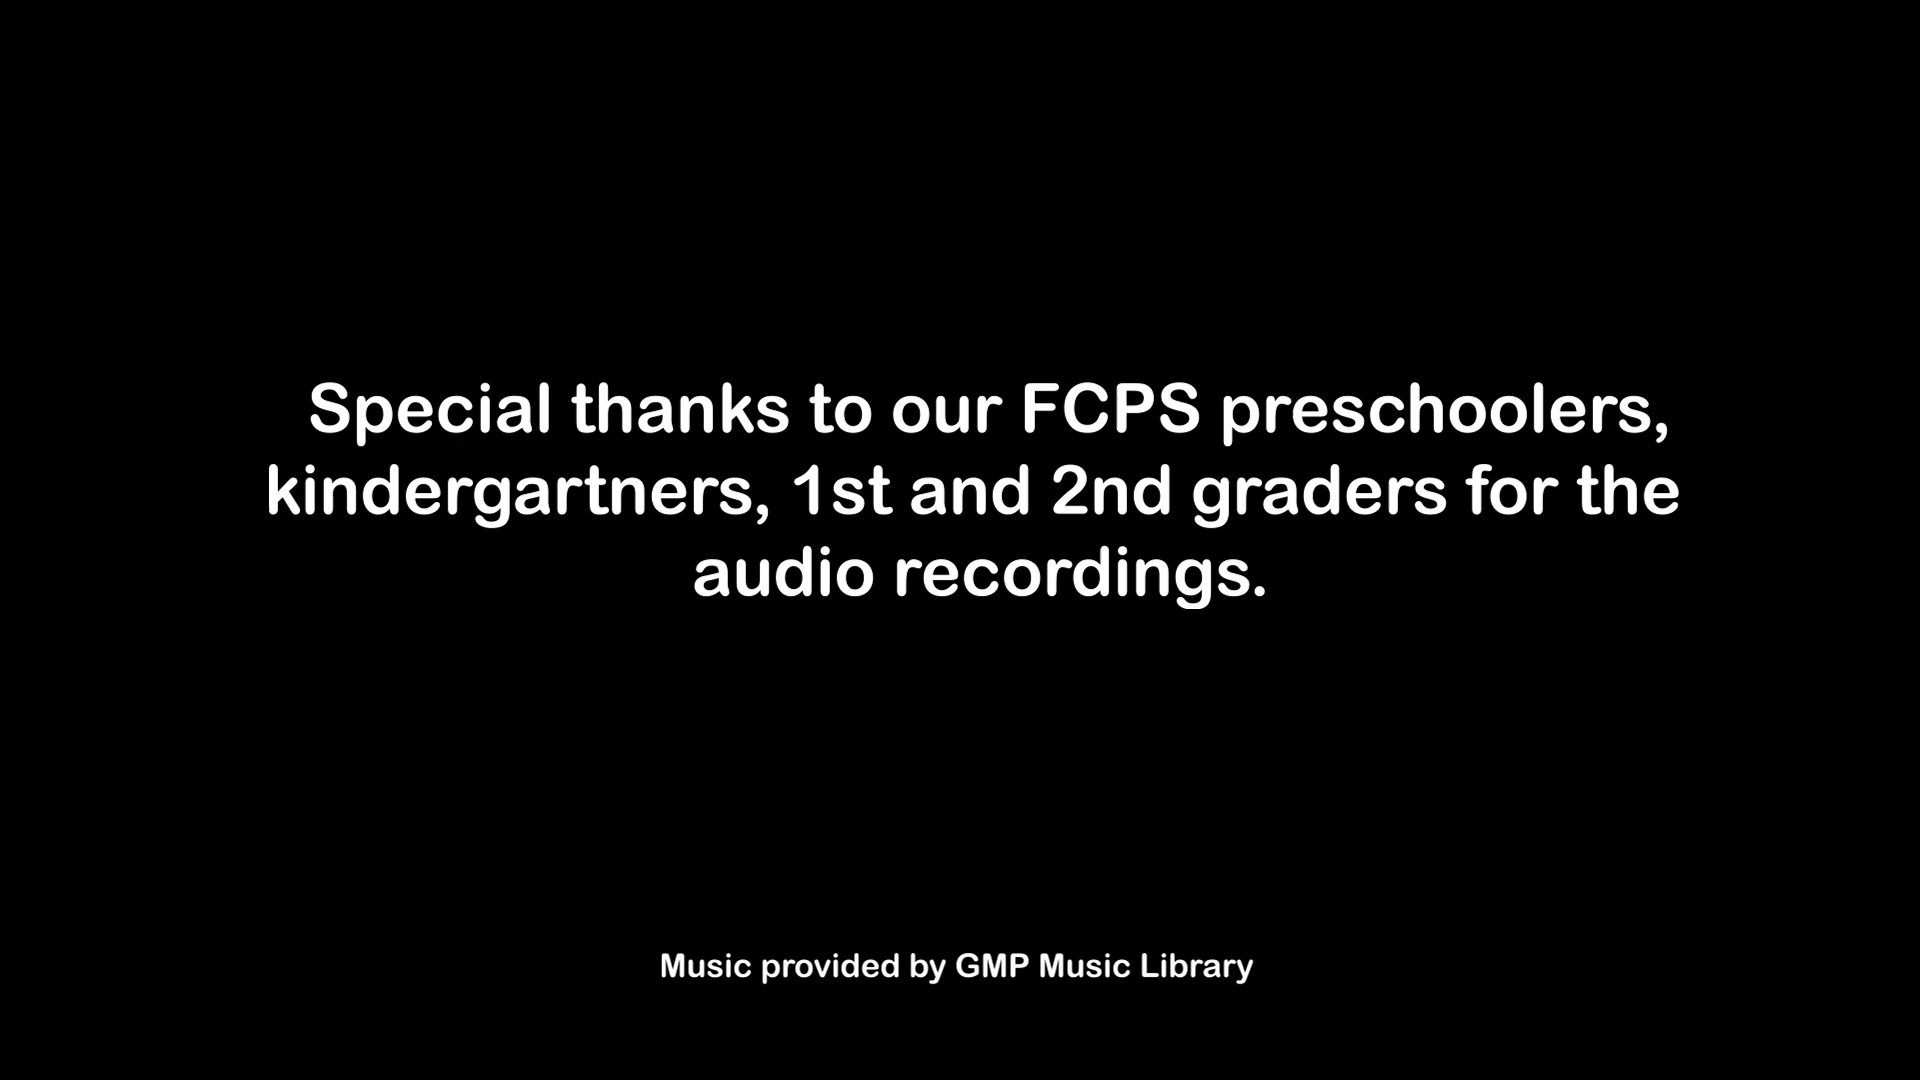 Special thanks to our FCPS preschoolers,
kindergartners, 1st and 2nd graders for the
audio recordings.
Music provided by GMP Music Library